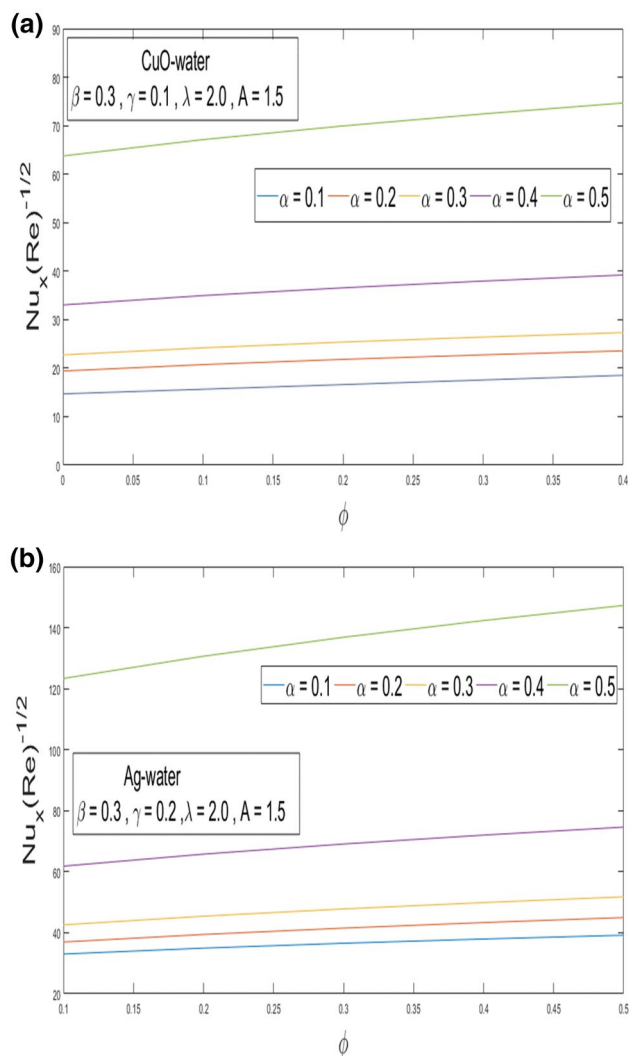 (a)
90
80
70
60
50
40
30
20
10
0
Nu_x(Re)^{-1/2}
CuO-water
β = 0.3 , γ = 0.1 , λ = 2.0 , A = 1.5
α = 0.1 α = 0.2 α = 0.3 α = 0.4 α = 0.5
0 0.05 0.1 0.15 0.2 0.25 0.3 0.35 0.4
ϕ
(b)
160
140
120
100
80
60
40
20
Nu_x(Re)^{-1/2}
α = 0.1 α = 0.2 α = 0.3 α = 0.4 α = 0.5
Ag-water
β = 0.3 , γ = 0.2 ,λ = 2.0 , A = 1.5
0.1 0.15 0.2 0.25 0.3 0.35 0.4 0.45 0.5
ϕ